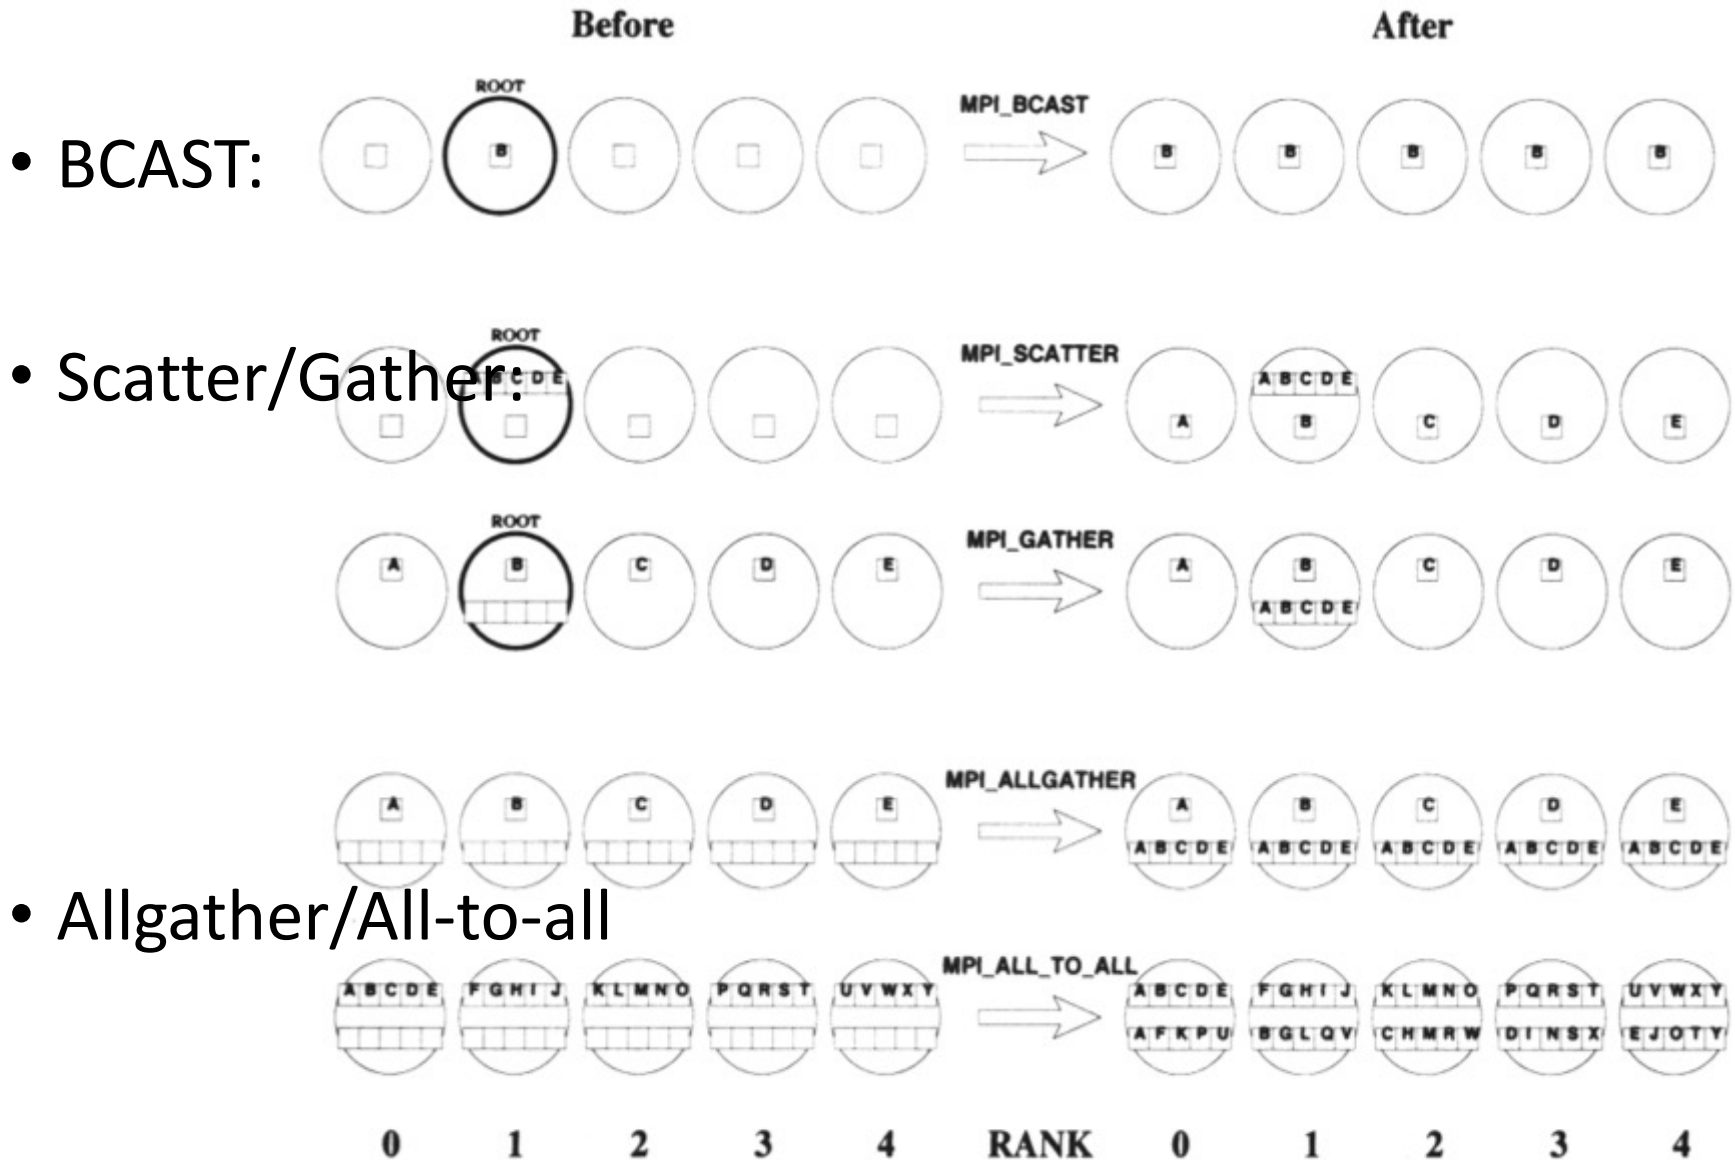 Before After
ROOT
MPI_BCAST
• BCAST: B B B B B B
ROOT
MPI_SCATTER
• Scatter/Gather: A B C D E A B C D E
A B C D E
ROOT
MPI_GATHER
A B C D E A B C D E
A B C D E
MPI_ALLGATHER
A B C D E A B C D E
A B C D E A B C D E A B C D E A B C D E A B C D E
• Allgather/All-to-all
MPI_ALL_TO_ALL
A B C D E F G H I J K L M N O P Q R S T U V W X Y A B C D E F G H I J K L M N O P Q R S T U V W X Y
A F K P U B G L Q V C H M R W D I N S X E J O T Y
0 1 2 3 4 RANK 0 1 2 3 4